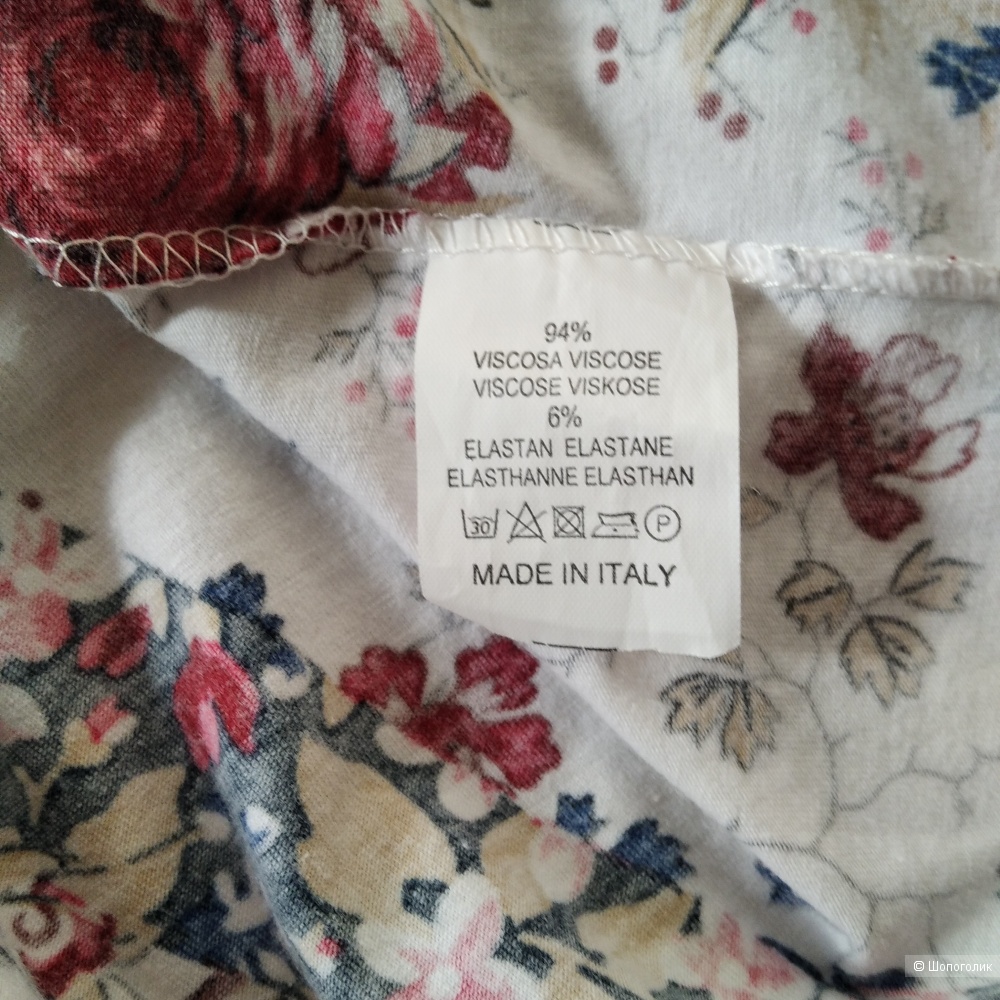 94%
VISCOSA VISCOSE
VISCOSE VISKOSE
6%
ELASTAN ELASTANE
ELASTHANNE ELASTHAN
30 P
MADE IN ITALY
© Шопоголик